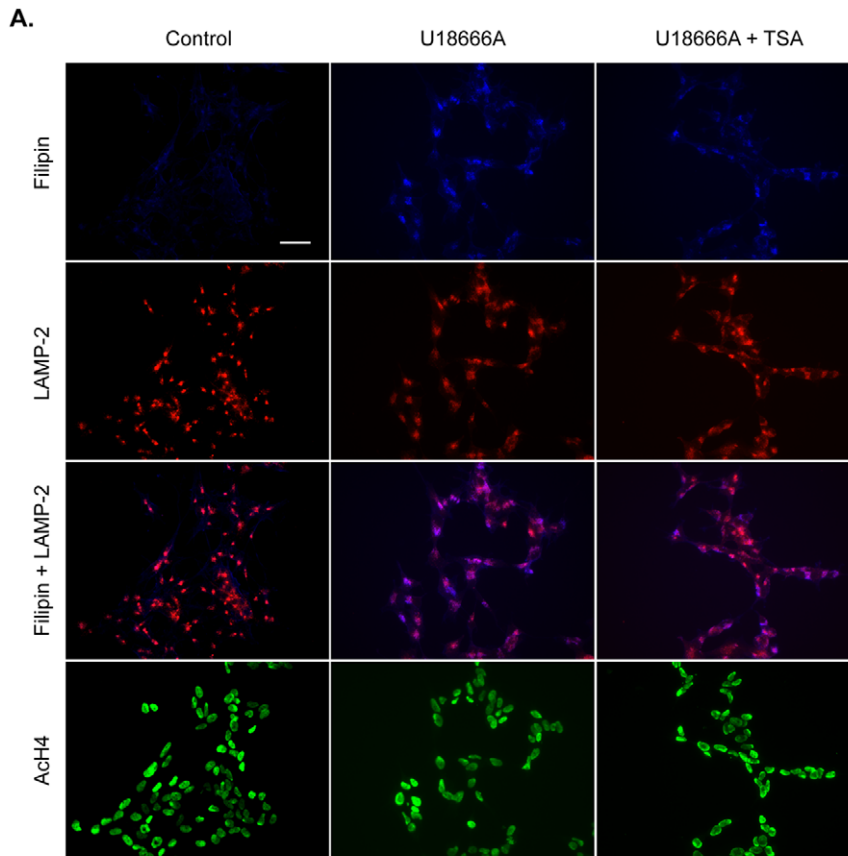 A.
Control
U18666A
U18666A + TSA
Filipin
LAMP-2
Filipin + LAMP-2
AcH4